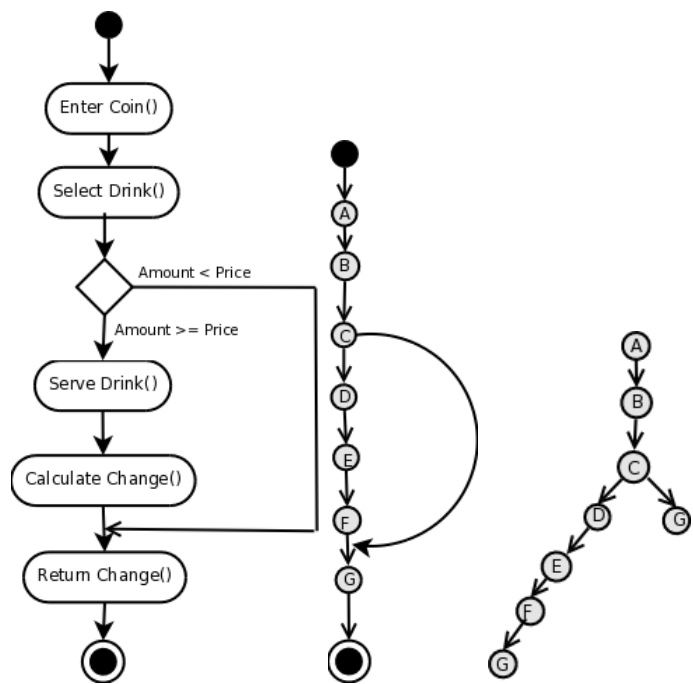 Enter Coin()
Select Drink()
Amount < Price
Amount >= Price
Serve Drink()
Calculate Change()
Return Change()
A
B
C
D
E
F
G
A
B
C
D
G
E
F
G